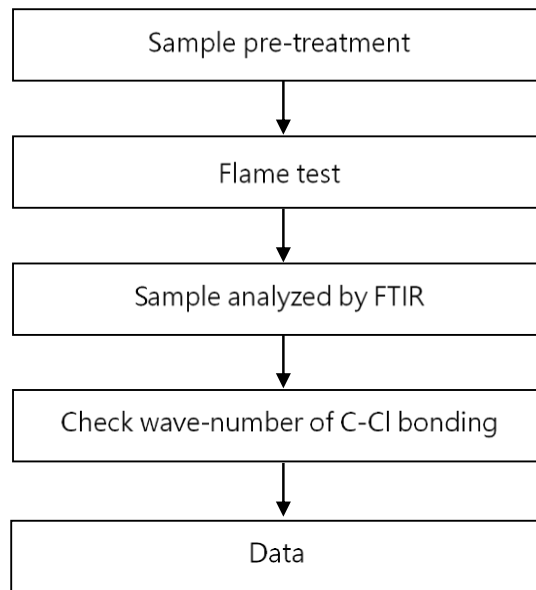 Sample pre-treatment
Flame test
Sample analyzed by FTIR
Check wave-number of C-Cl bonding
Data